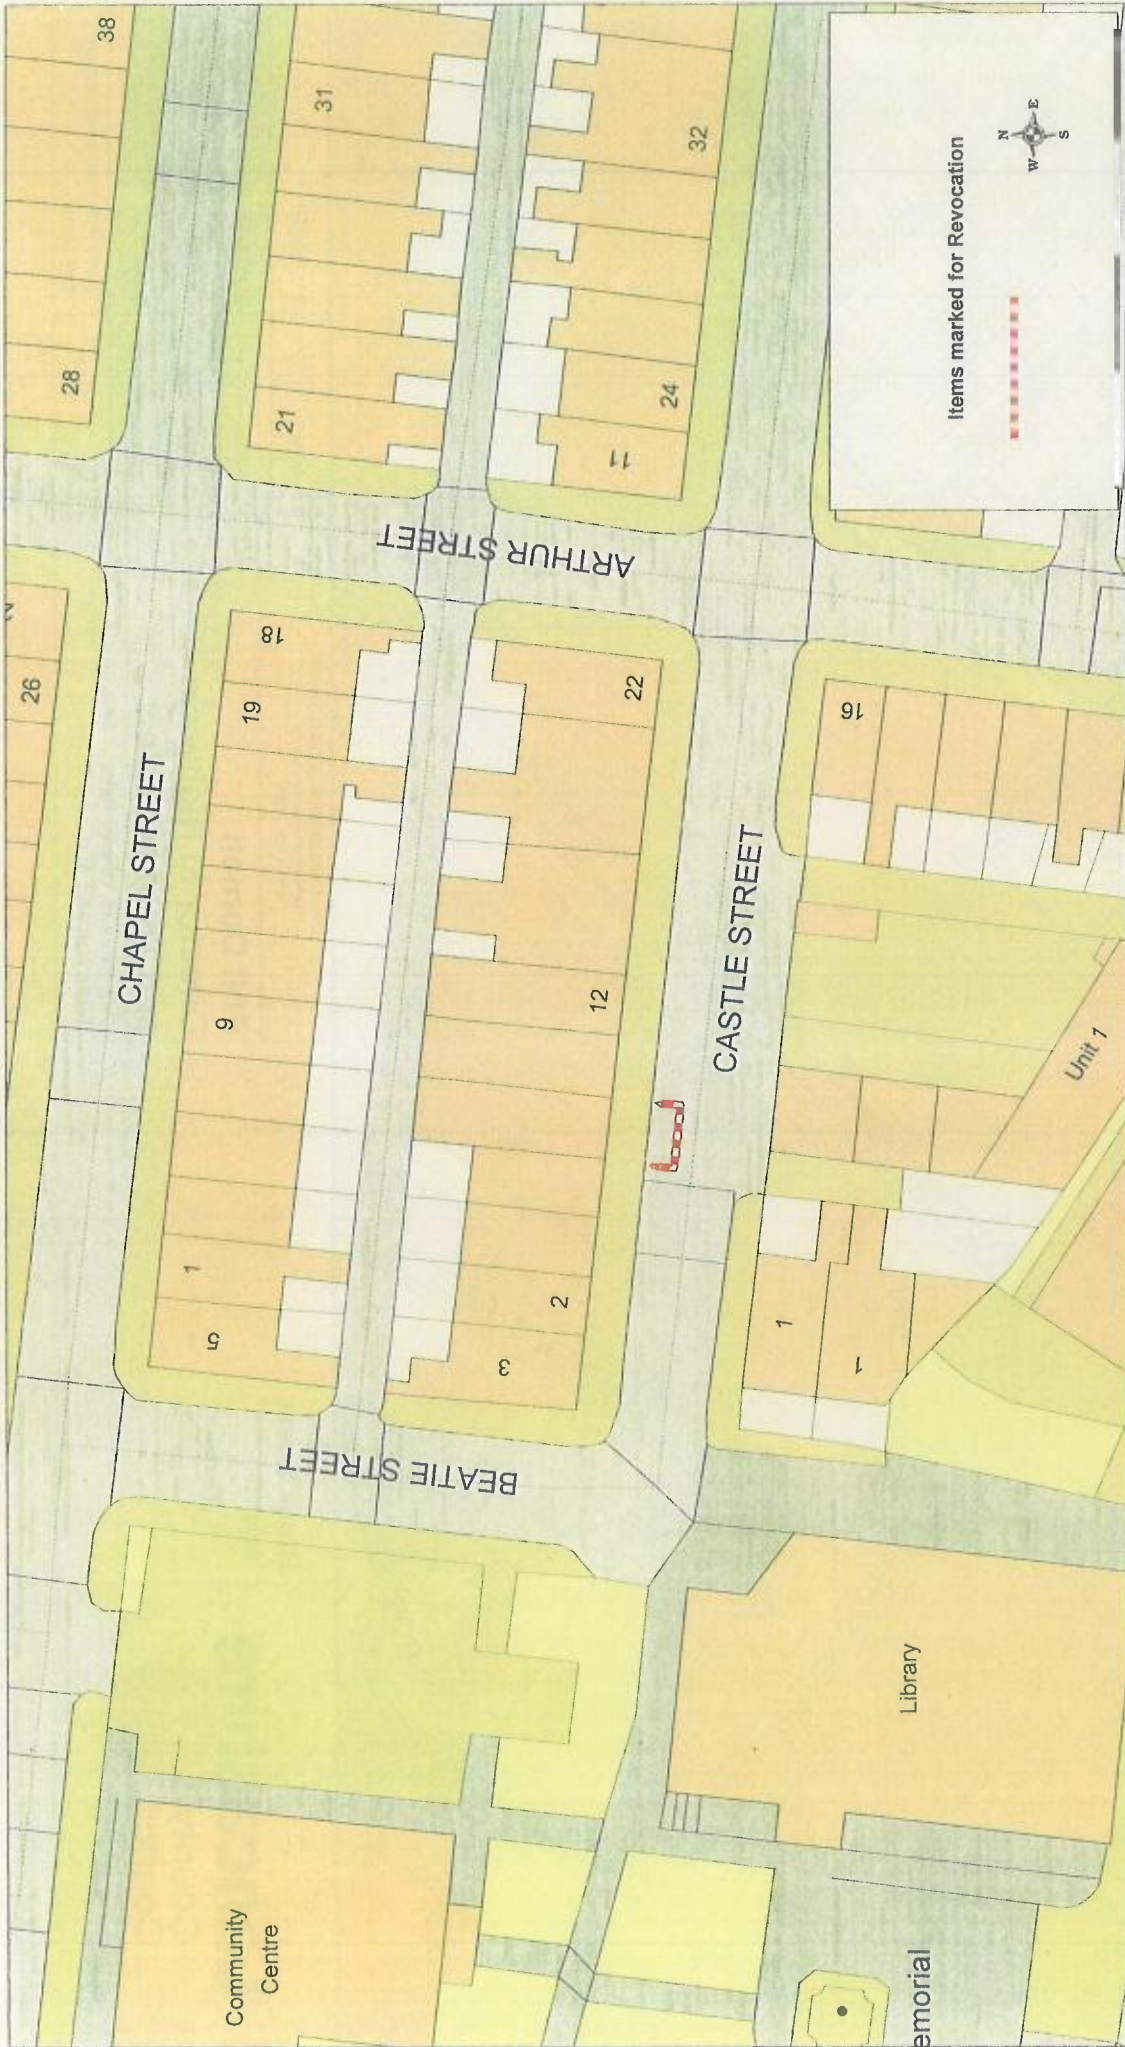 26
28
38
CHAPEL STREET
5
1
9
19
18
21
31
Community
Centre
BEATIE STREET
ARTHUR STREET
3
2
12
22
11
24
32
CASTLE STREET
1
1
16
Unit 1
Library
emorial
Items marked for Revocation
N
W E
S